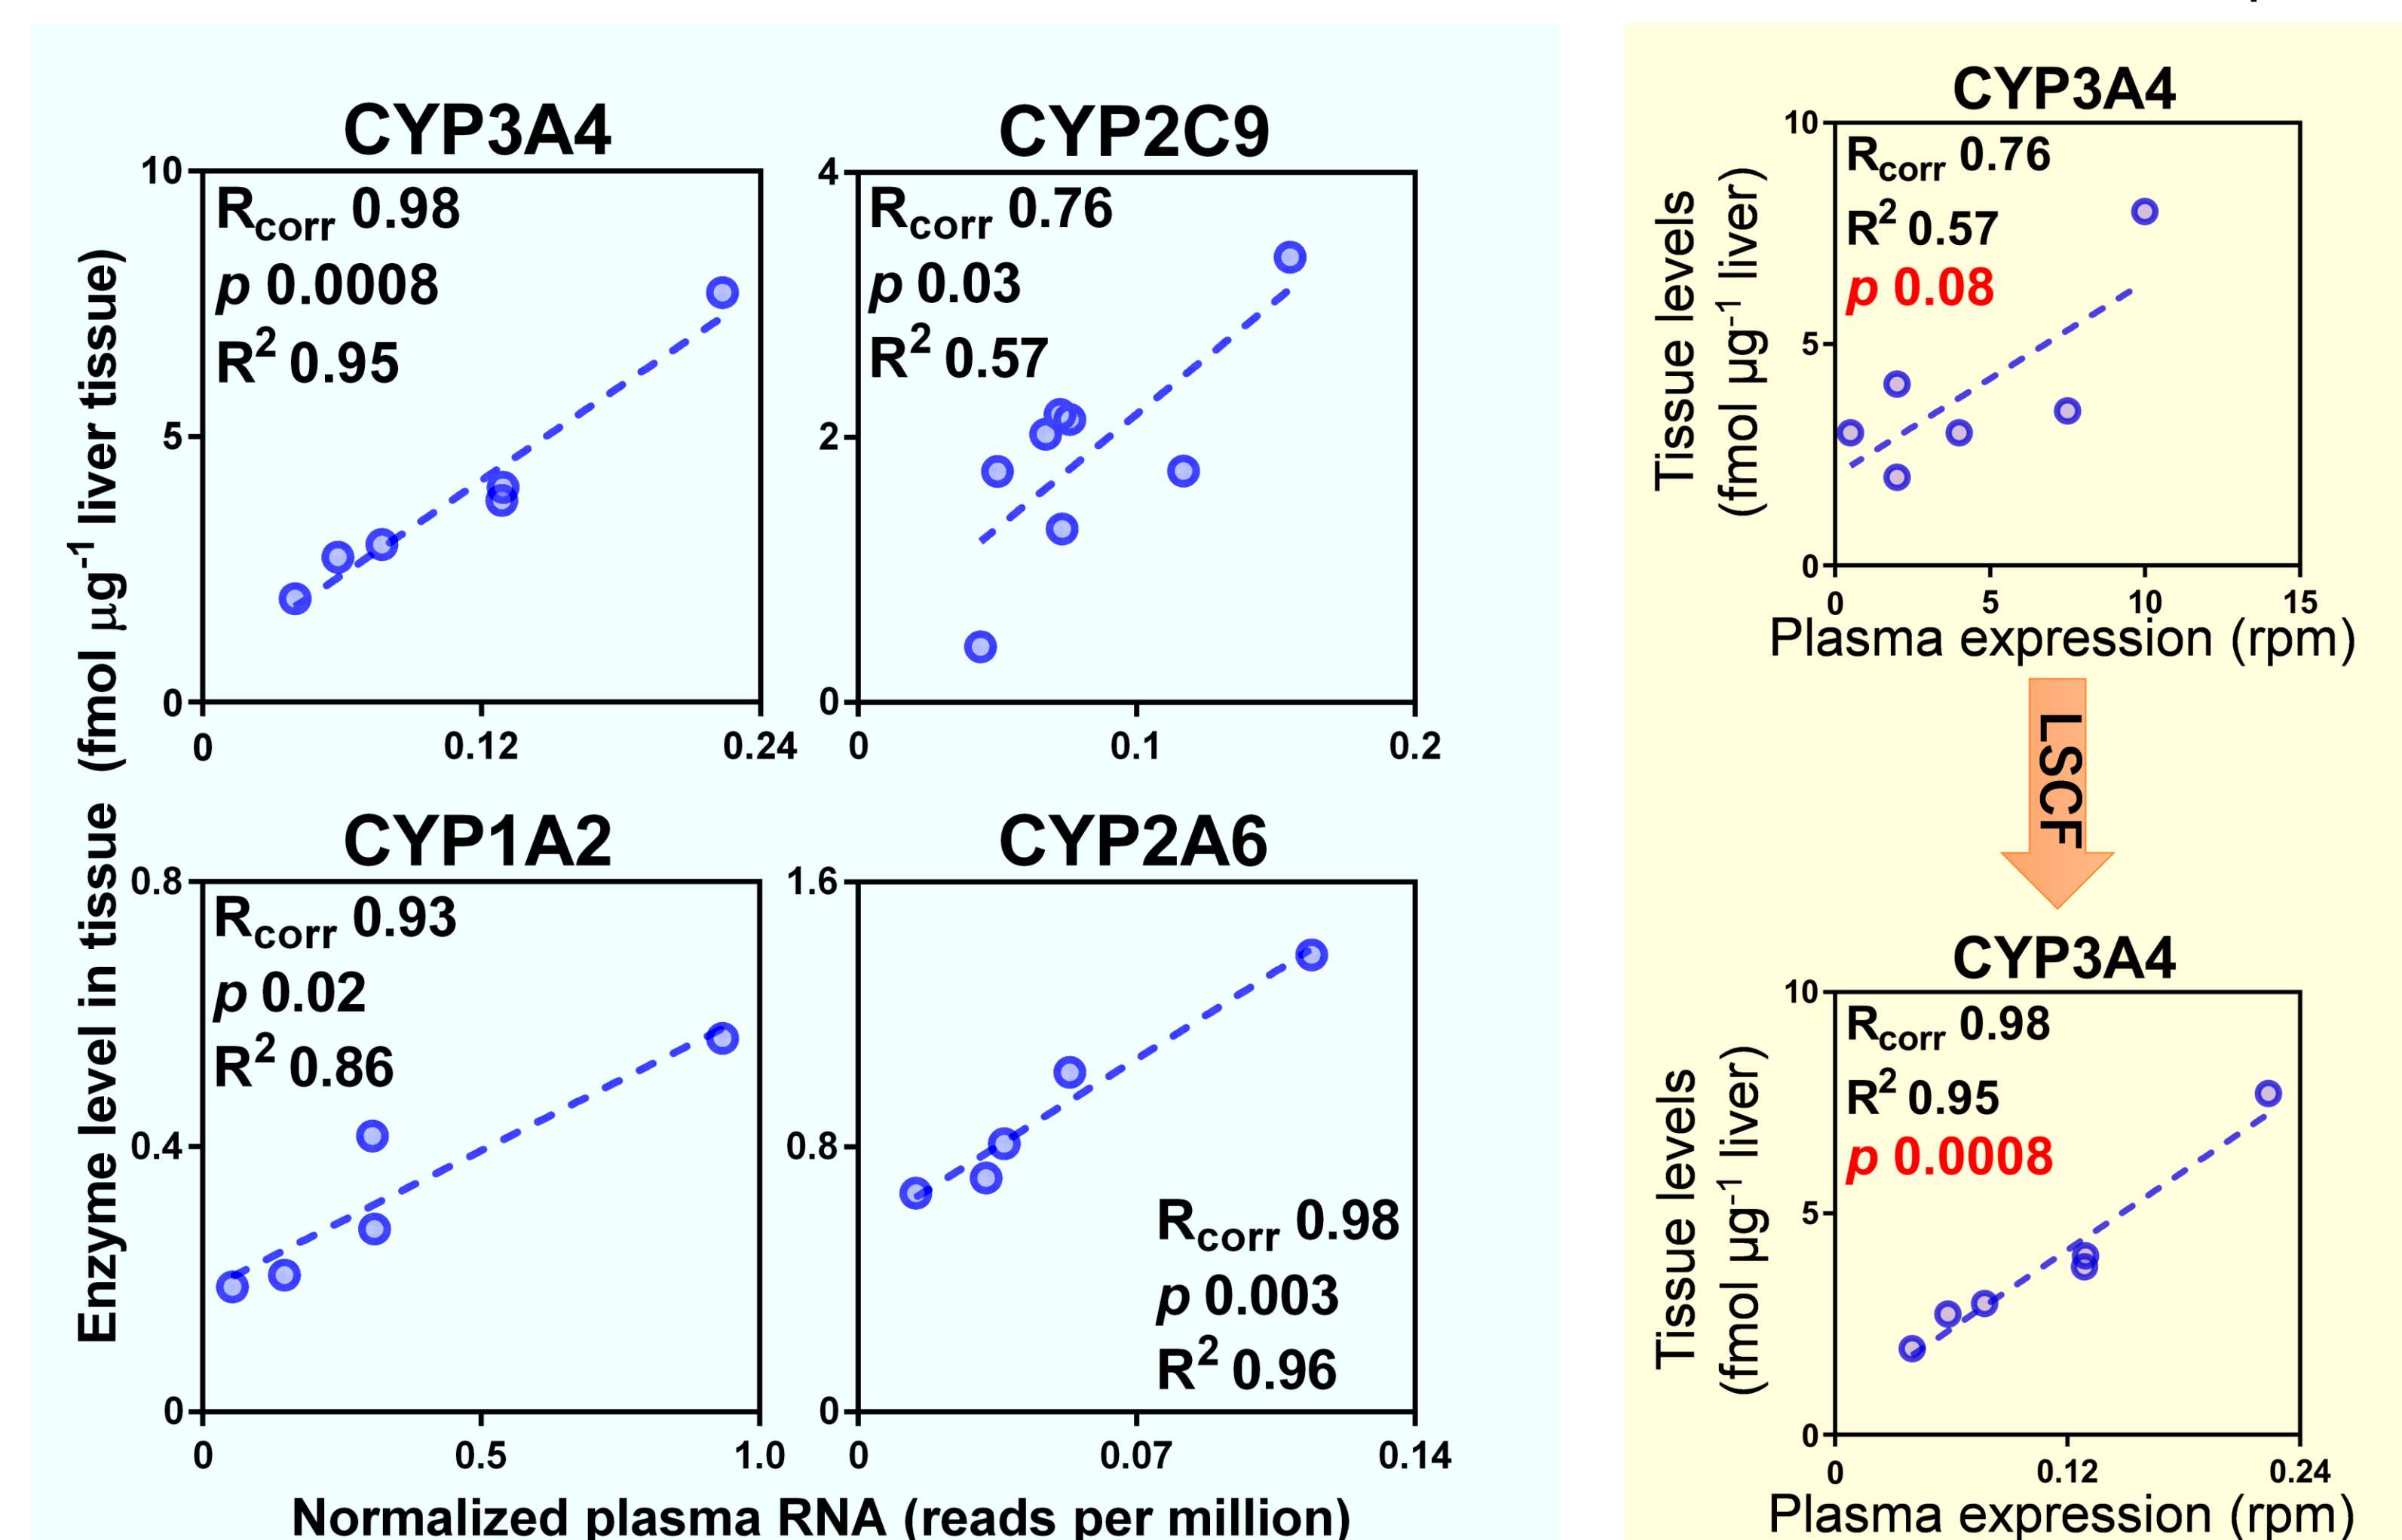 CYP3A4
10
5
0
R_corr 0.98
p 0.0008
R² 0.95
0 0.12 0.24
CYP2C9
4
2
0
R_corr 0.76
p 0.03
R² 0.57
0 0.1 0.2
CYP1A2
0.8
0.4
0
R_corr 0.93
p 0.02
R² 0.86
0 0.5 1.0
CYP2A6
1.6
0.8
0
R_corr 0.98
p 0.003
R² 0.96
0 0.07 0.14
Enzyme level in tissue (fmol μg⁻¹ liver tissue)
Normalized plasma RNA (reads per million)
CYP3A4
10
5
0
R_corr 0.76
R² 0.57
p 0.08
0 5 10 15
Tissue levels
(fmol μg⁻¹ liver)
Plasma expression (rpm)
LSCF
CYP3A4
10
5
0
R_corr 0.98
R² 0.95
p 0.0008
0 0.12 0.24
Tissue levels
(fmol μg⁻¹ liver)
Plasma expression (rpm)